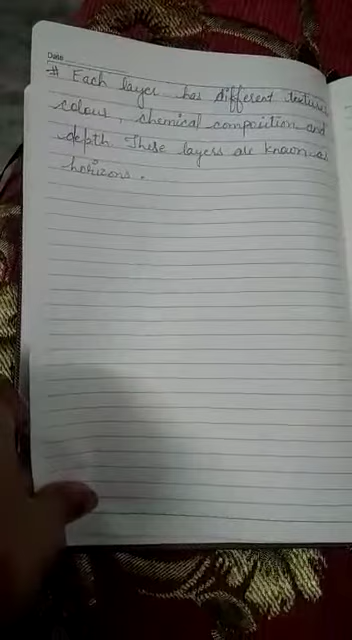 Date
# Each layer has different texture
colour, chemical composition and
depth. These layers are known as
horizons.